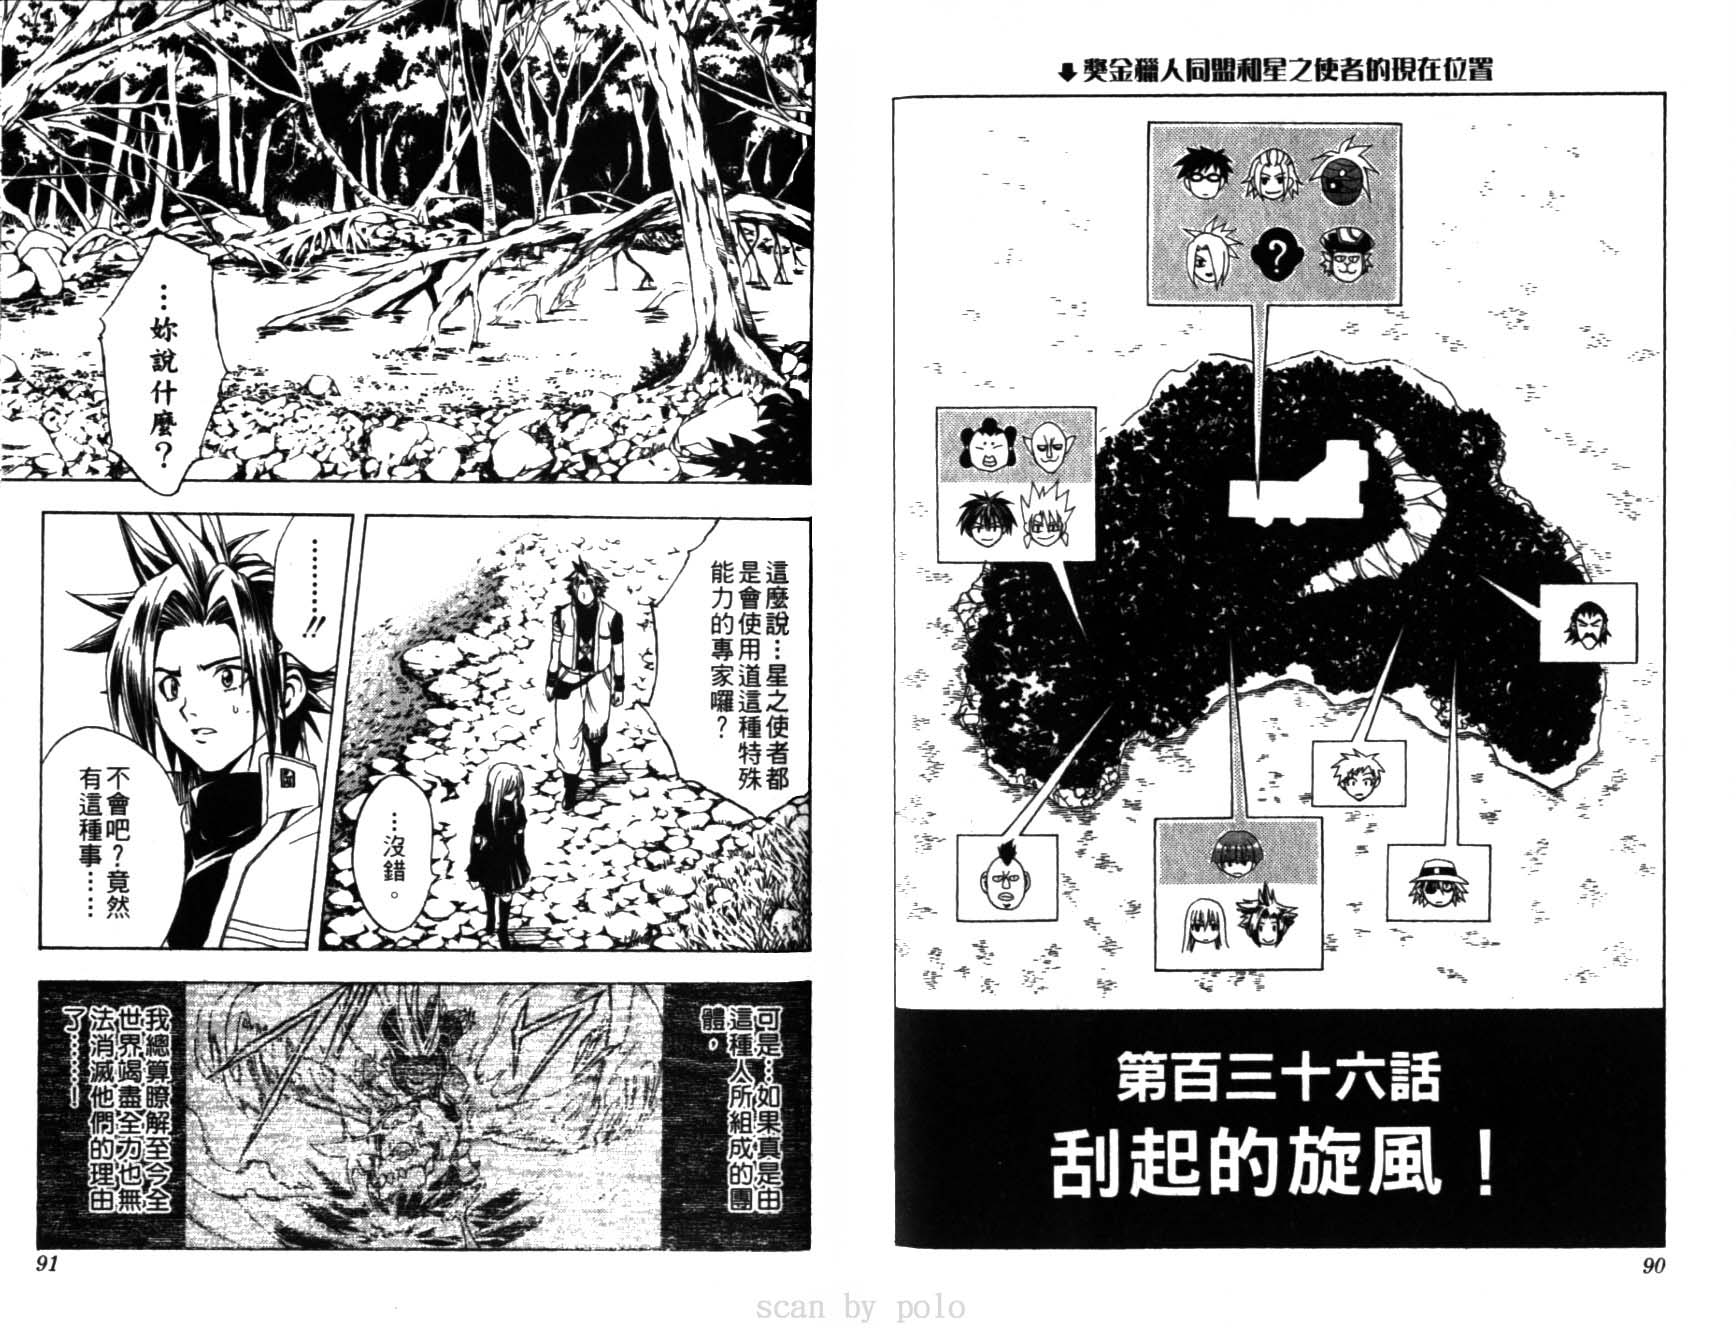 ⬇獎金獵人同盟和星之使者的現在位置
?
第百三十六話
刮起的旋風！
90
…妳說什麼？
這麼說…星之使者都
是會使用道這種特殊
能力的專家囉？
…沒錯。
………!!
不會吧？竟然
有這種事……
可是…如果真是由
這種人所組成的團
體，
我總算瞭解至今全
世界竭盡全力也無
法消滅他們的理由
了………！
91
scan by polo